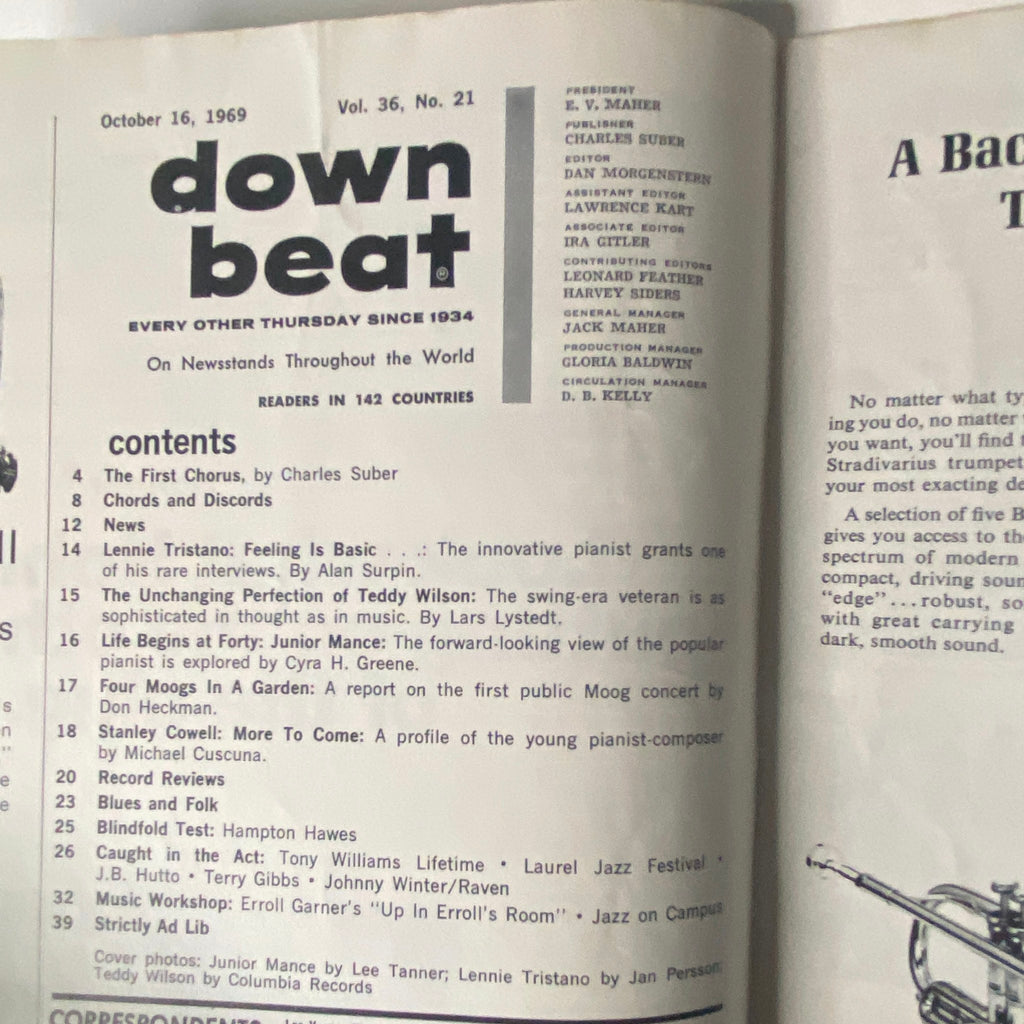 October 16, 1969
Vol. 36, No. 21
down
beat®
EVERY OTHER THURSDAY SINCE 1934
On Newsstands Throughout the World
READERS IN 142 COUNTRIES
PRESIDENT
E. V. MAHER
PUBLISHER
CHARLES SUBER
EDITOR
DAN MORGENSTERN
ASSISTANT EDITOR
LAWRENCE KART
ASSOCIATE EDITOR
IRA GITLER
CONTRIBUTING EDITORS
LEONARD FEATHER
HARVEY SIDERS
GENERAL MANAGER
JACK MAHER
PRODUCTION MANAGER
GLORIA BALDWIN
CIRCULATION MANAGER
D. B. KELLY
contents
4 The First Chorus, by Charles Suber
8 Chords and Discords
12 News
14 Lennie Tristano: Feeling Is Basic . . .: The innovative pianist grants one
of his rare interviews. By Alan Surpin.
15 The Unchanging Perfection of Teddy Wilson: The swing-era veteran is as
sophisticated in thought as in music. By Lars Lystedt.
16 Life Begins at Forty: Junior Mance: The forward-looking view of the popular
pianist is explored by Cyra H. Greene.
17 Four Moogs In A Garden: A report on the first public Moog concert by
Don Heckman.
18 Stanley Cowell: More To Come: A profile of the young pianist-composer
by Michael Cuscuna.
20 Record Reviews
23 Blues and Folk
25 Blindfold Test: Hampton Hawes
26 Caught in the Act: Tony Williams Lifetime • Laurel Jazz Festival •
J.B. Hutto • Terry Gibbs • Johnny Winter/Raven
32 Music Workshop: Erroll Garner's "Up In Erroll's Room" • Jazz on Campus
39 Strictly Ad Lib
Cover photos: Junior Mance by Lee Tanner; Lennie Tristano by Jan Persson;
Teddy Wilson by Columbia Records
CORRESPONDENTS
A Bac
T
No matter what ty
ing you do, no matter
you want, you'll find
Stradivarius trumpet
your most exacting de
A selection of five B
gives you access to th
spectrum of modern
compact, driving soun
"edge" ... robust, so
with great carrying
dark, smooth sound.